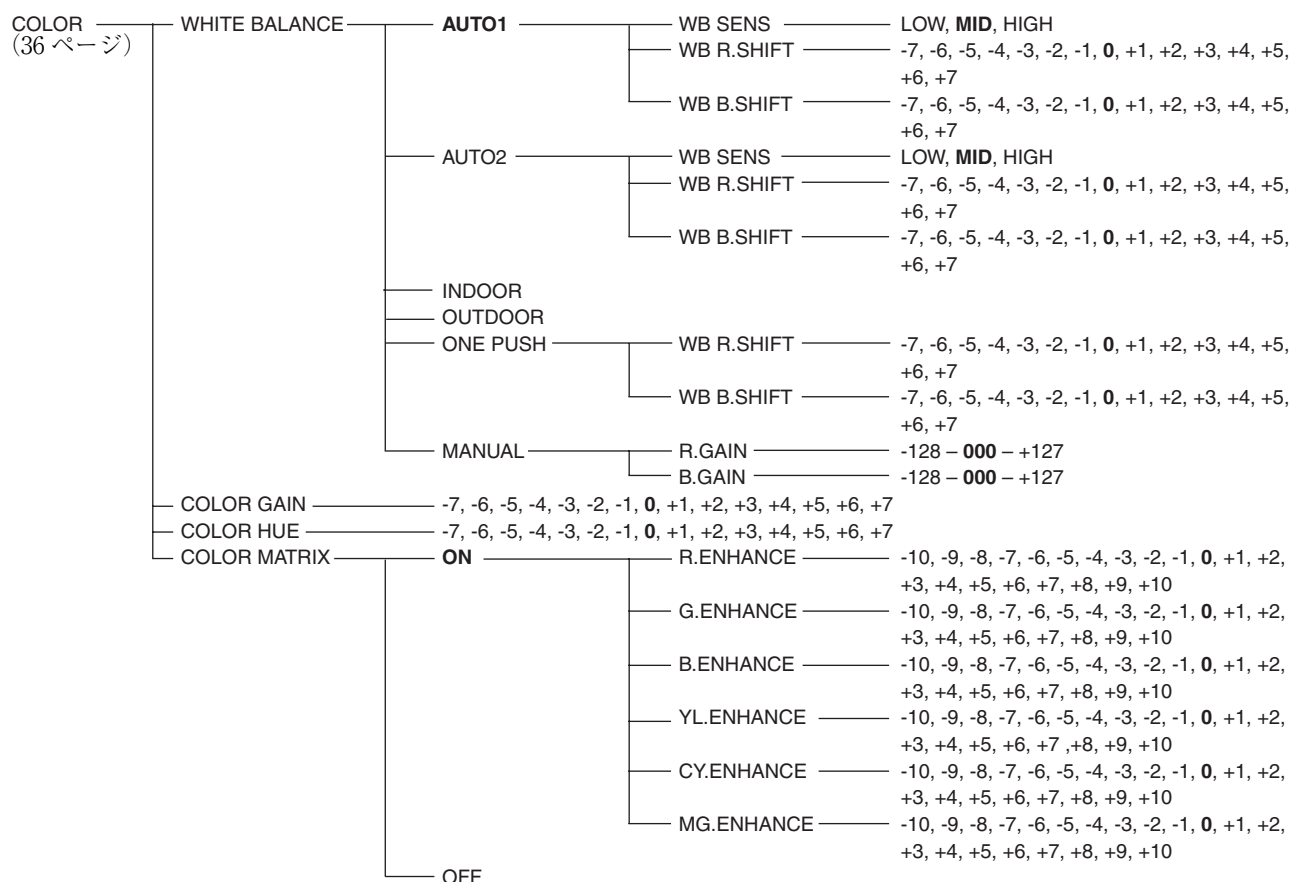 COLOR WHITE BALANCE AUTO1 WB SENS LOW, MID, HIGH
(36 ページ) WB R.SHIFT -7, -6, -5, -4, -3, -2, -1, 0, +1, +2, +3, +4, +5,
+6, +7
WB B.SHIFT -7, -6, -5, -4, -3, -2, -1, 0, +1, +2, +3, +4, +5,
+6, +7
AUTO2 WB SENS LOW, MID, HIGH
WB R.SHIFT -7, -6, -5, -4, -3, -2, -1, 0, +1, +2, +3, +4, +5,
+6, +7
WB B.SHIFT -7, -6, -5, -4, -3, -2, -1, 0, +1, +2, +3, +4, +5,
+6, +7
INDOOR
OUTDOOR
ONE PUSH WB R.SHIFT -7, -6, -5, -4, -3, -2, -1, 0, +1, +2, +3, +4, +5,
+6, +7
WB B.SHIFT -7, -6, -5, -4, -3, -2, -1, 0, +1, +2, +3, +4, +5,
+6, +7
MANUAL R.GAIN -128 – 000 – +127
B.GAIN -128 – 000 – +127
COLOR GAIN -7, -6, -5, -4, -3, -2, -1, 0, +1, +2, +3, +4, +5, +6, +7
COLOR HUE -7, -6, -5, -4, -3, -2, -1, 0, +1, +2, +3, +4, +5, +6, +7
COLOR MATRIX ON R.ENHANCE -10, -9, -8, -7, -6, -5, -4, -3, -2, -1, 0, +1, +2,
+3, +4, +5, +6, +7, +8, +9, +10
G.ENHANCE -10, -9, -8, -7, -6, -5, -4, -3, -2, -1, 0, +1, +2,
+3, +4, +5, +6, +7, +8, +9, +10
B.ENHANCE -10, -9, -8, -7, -6, -5, -4, -3, -2, -1, 0, +1, +2,
+3, +4, +5, +6, +7, +8, +9, +10
YL.ENHANCE -10, -9, -8, -7, -6, -5, -4, -3, -2, -1, 0, +1, +2,
+3, +4, +5, +6, +7 ,+8, +9, +10
CY.ENHANCE -10, -9, -8, -7, -6, -5, -4, -3, -2, -1, 0, +1, +2,
+3, +4, +5, +6, +7, +8, +9, +10
MG.ENHANCE -10, -9, -8, -7, -6, -5, -4, -3, -2, -1, 0, +1, +2,
+3, +4, +5, +6, +7, +8, +9, +10
OFF